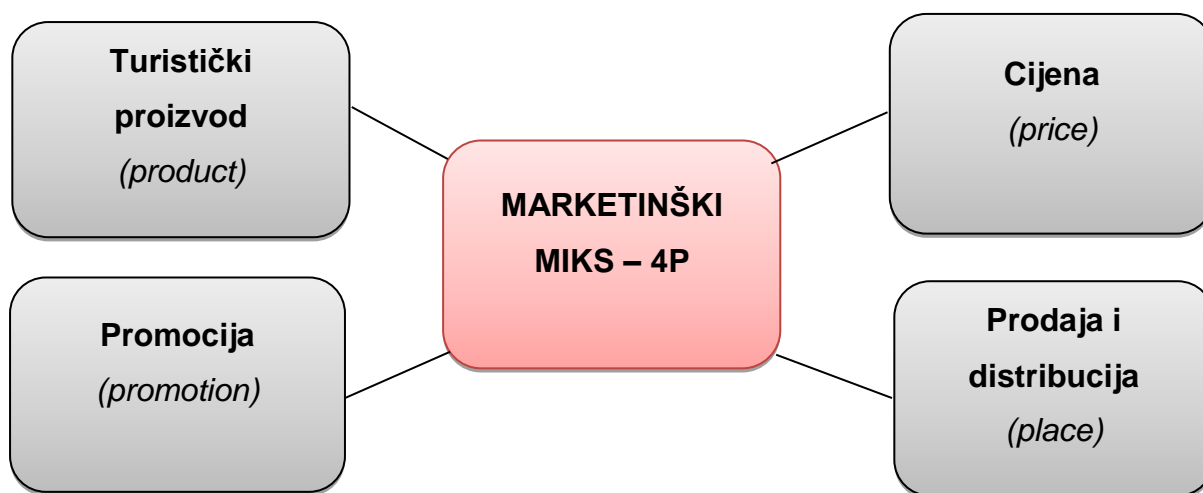 Turistički
proizvod
(product)
Cijena
(price)
MARKETINŠKI
MIKS – 4P
Promocija
(promotion)
Prodaja i
distribucija
(place)